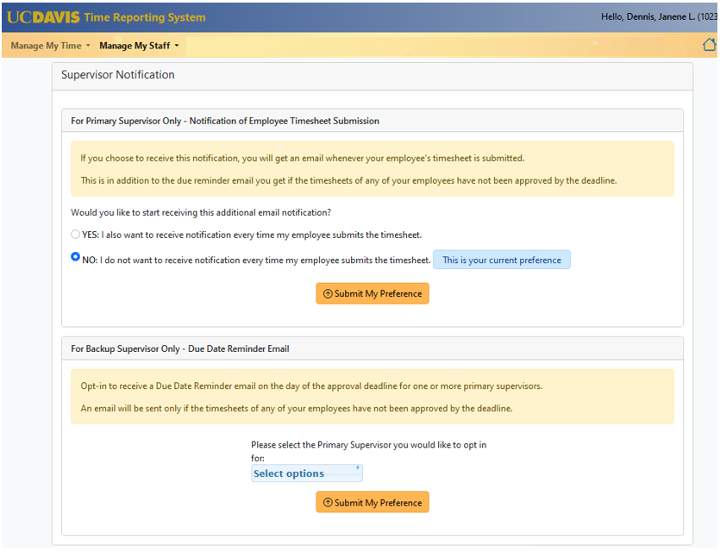 UCDAVIS Time Reporting System
Hello, Dennis, Janene L. (1023
Manage My Time
Manage My Staff
Supervisor Notification
For Primary Supervisor Only - Notification of Employee Timesheet Submission
If you choose to receive this notification, you will get an email whenever your employee's timesheet is submitted.
This is in addition to the due reminder email you get if the timesheets of any of your employees have not been approved by the deadline.
Would you like to start receiving this additional email notification?
YES: I also want to receive notification every time my employee submits the timesheet.
NO: I do not want to receive notification every time my employee submits the timesheet. This is your current preference
Submit My Preference
For Backup Supervisor Only - Due Date Reminder Email
Opt-in to receive a Due Date Reminder email on the day of the approval deadline for one or more primary supervisors.
An email will be sent only if the timesheets of any of your employees have not been approved by the deadline.
Please select the Primary Supervisor you would like to opt in
for:
Select options
Submit My Preference